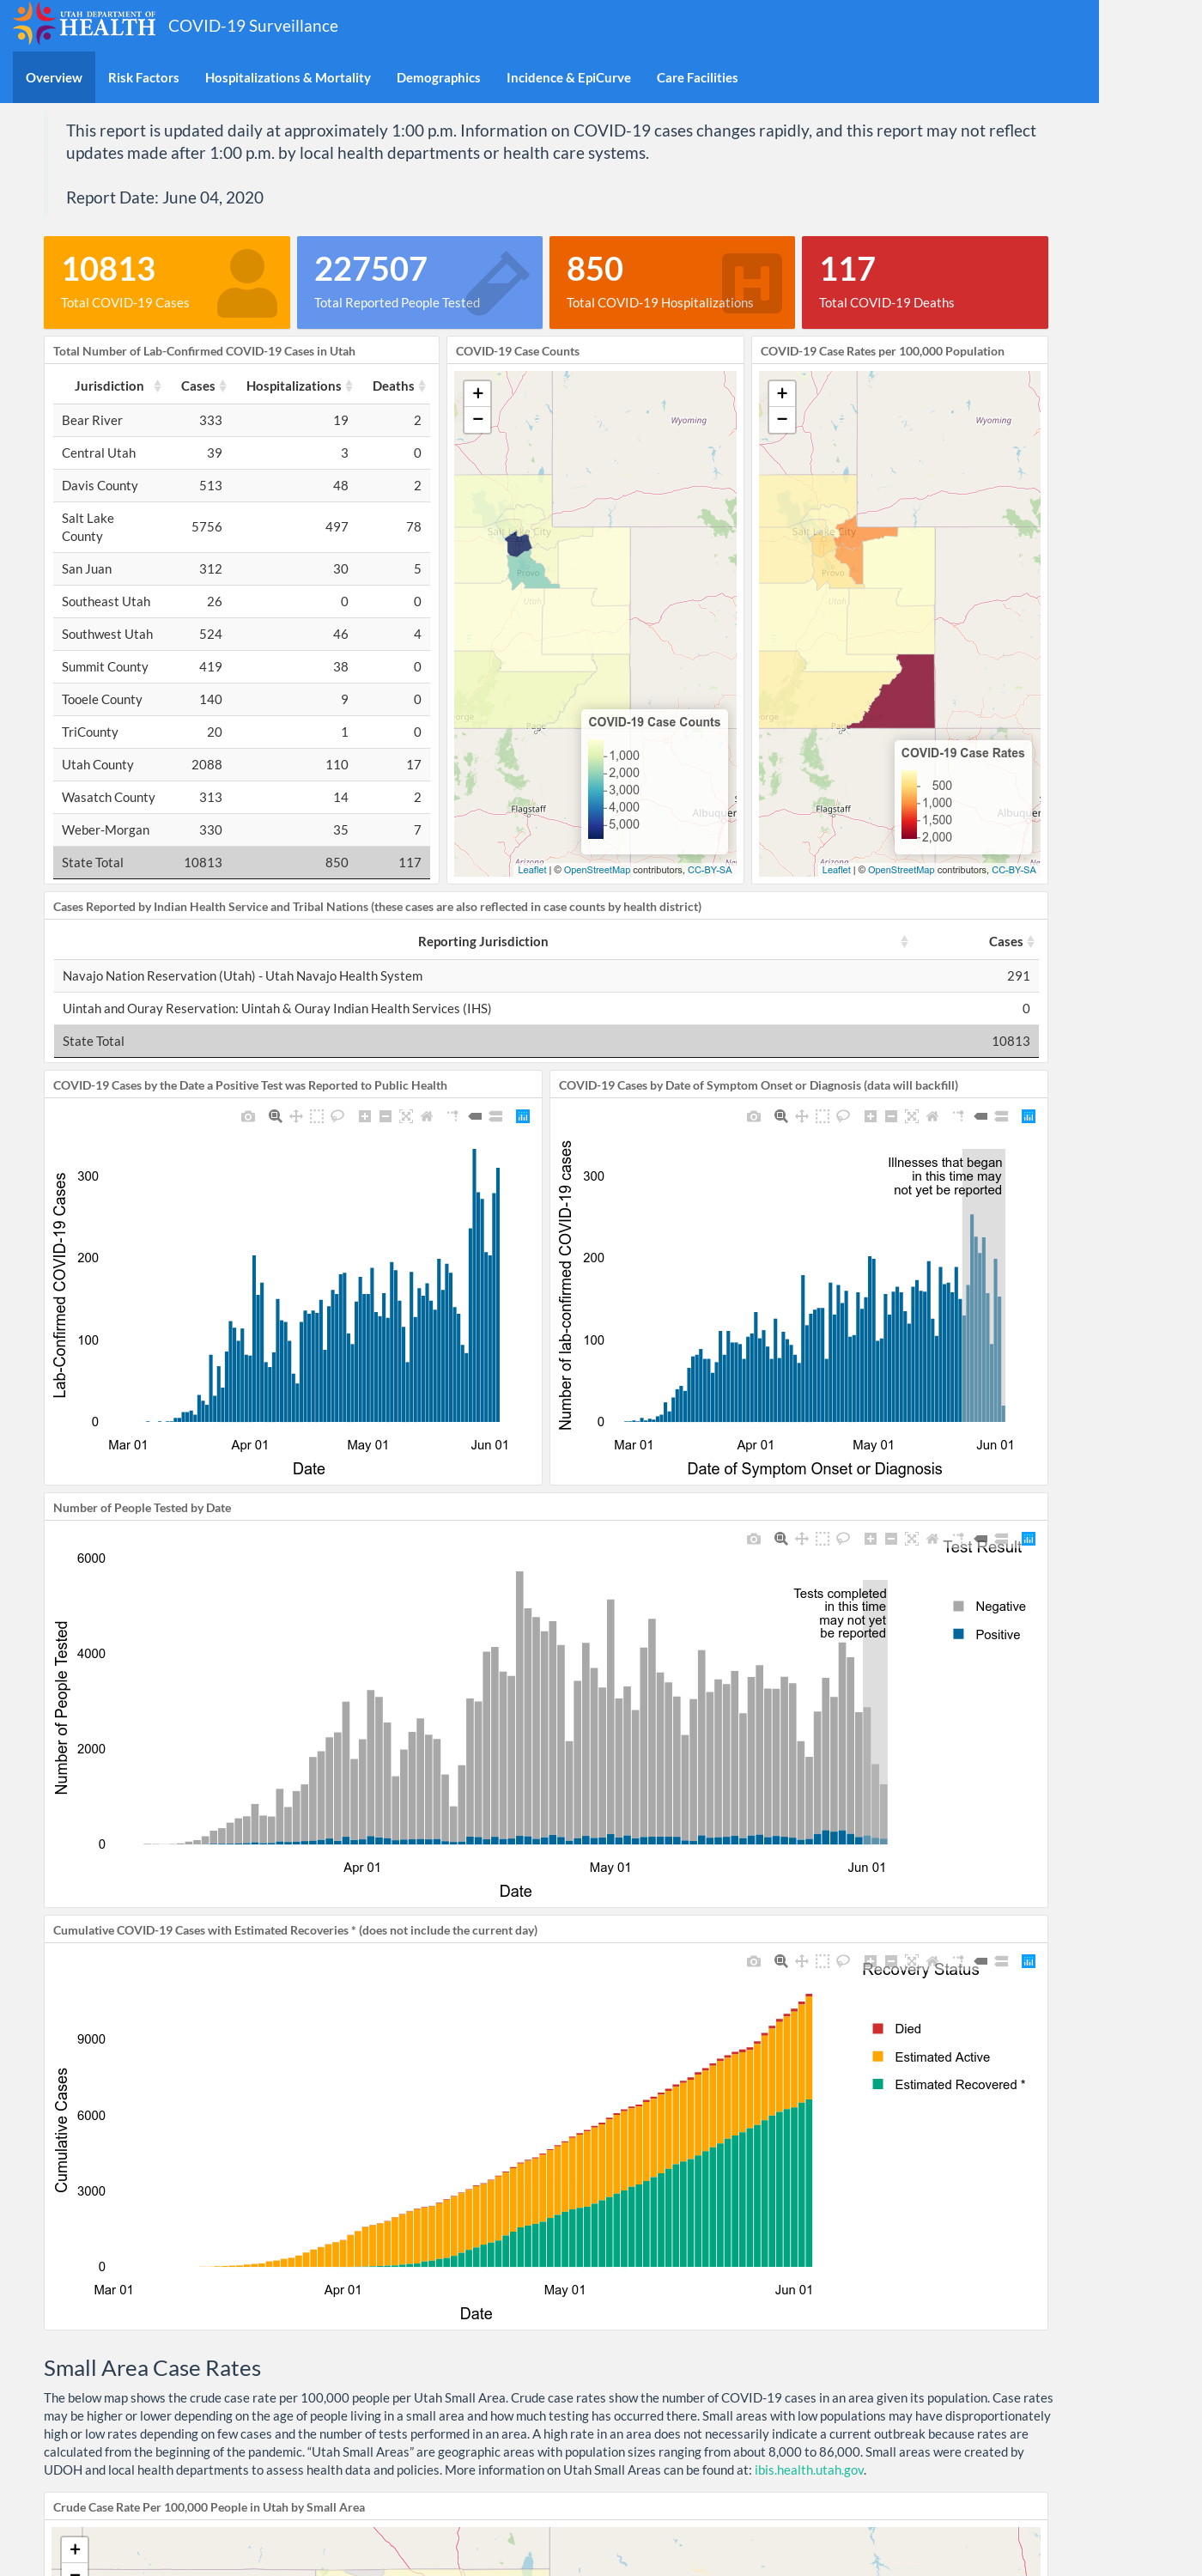 UTAH DEPARTMENT OF
HEALTH COVID-19 Surveillance
Overview Risk Factors Hospitalizations & Mortality Demographics Incidence & EpiCurve Care Facilities
This report is updated daily at approximately 1:00 p.m. Information on COVID-19 cases changes rapidly, and this report may not reflect
updates made after 1:00 p.m. by local health departments or health care systems.
Report Date: June 04, 2020
10813
Total COVID-19 Cases
227507
Total Reported People Tested
850
Total COVID-19 Hospitalizations
117
Total COVID-19 Deaths
Total Number of Lab-Confirmed COVID-19 Cases in Utah
Jurisdiction Cases Hospitalizations Deaths
Bear River 333 19 2
Central Utah 39 3 0
Davis County 513 48 2
Salt Lake
County 5756 497 78
San Juan 312 30 5
Southeast Utah 26 0 0
Southwest Utah 524 46 4
Summit County 419 38 0
Tooele County 140 9 0
TriCounty 20 1 0
Utah County 2088 110 17
Wasatch County 313 14 2
Weber-Morgan 330 35 7
State Total 10813 850 117
COVID-19 Case Counts
+
−
Wyoming
Salt Lake City
Provo
Utah
orge
Page
COVID-19 Case Counts
1,000
2,000
3,000
4,000
5,000
Flagstaff
Albuquer
Arizona
Leaflet | © OpenStreetMap contributors, CC-BY-SA
COVID-19 Case Rates per 100,000 Population
+
−
Wyoming
Salt Lake City
Provo
Utah
orge
Page
COVID-19 Case Rates
500
1,000
1,500
2,000
Flagstaff
Albuquer
Arizona
Leaflet | © OpenStreetMap contributors, CC-BY-SA
Cases Reported by Indian Health Service and Tribal Nations (these cases are also reflected in case counts by health district)
Reporting Jurisdiction Cases
Navajo Nation Reservation (Utah) - Utah Navajo Health System 291
Uintah and Ouray Reservation: Uintah & Ouray Indian Health Services (IHS) 0
State Total 10813
COVID-19 Cases by the Date a Positive Test was Reported to Public Health
Lab-Confirmed COVID-19 Cases
300
200
100
0
Mar 01 Apr 01 May 01 Jun 01
Date
COVID-19 Cases by Date of Symptom Onset or Diagnosis (data will backfill)
Number of lab-confirmed COVID-19 cases
Illnesses that began
in this time may
not yet be reported
300
200
100
0
Mar 01 Apr 01 May 01 Jun 01
Date of Symptom Onset or Diagnosis
Number of People Tested by Date
Number of People Tested
6000
4000
2000
0
Tests completed
in this time
may not yet
be reported
Test Result
Negative
Positive
Apr 01 May 01 Jun 01
Date
Cumulative COVID-19 Cases with Estimated Recoveries * (does not include the current day)
Cumulative Cases
9000
6000
3000
0
Recovery Status
Died
Estimated Active
Estimated Recovered *
Mar 01 Apr 01 May 01 Jun 01
Date
Small Area Case Rates
The below map shows the crude case rate per 100,000 people per Utah Small Area. Crude case rates show the number of COVID-19 cases in an area given its population. Case rates
may be higher or lower depending on the age of people living in a small area and how much testing has occurred there. Small areas with low populations may have disproportionately
high or low rates depending on few cases and the number of tests performed in an area. A high rate in an area does not necessarily indicate a current outbreak because rates are
calculated from the beginning of the pandemic. “Utah Small Areas” are geographic areas with population sizes ranging from about 8,000 to 86,000. Small areas were created by
UDOH and local health departments to assess health data and policies. More information on Utah Small Areas can be found at: ibis.health.utah.gov.
Crude Case Rate Per 100,000 People in Utah by Small Area
+